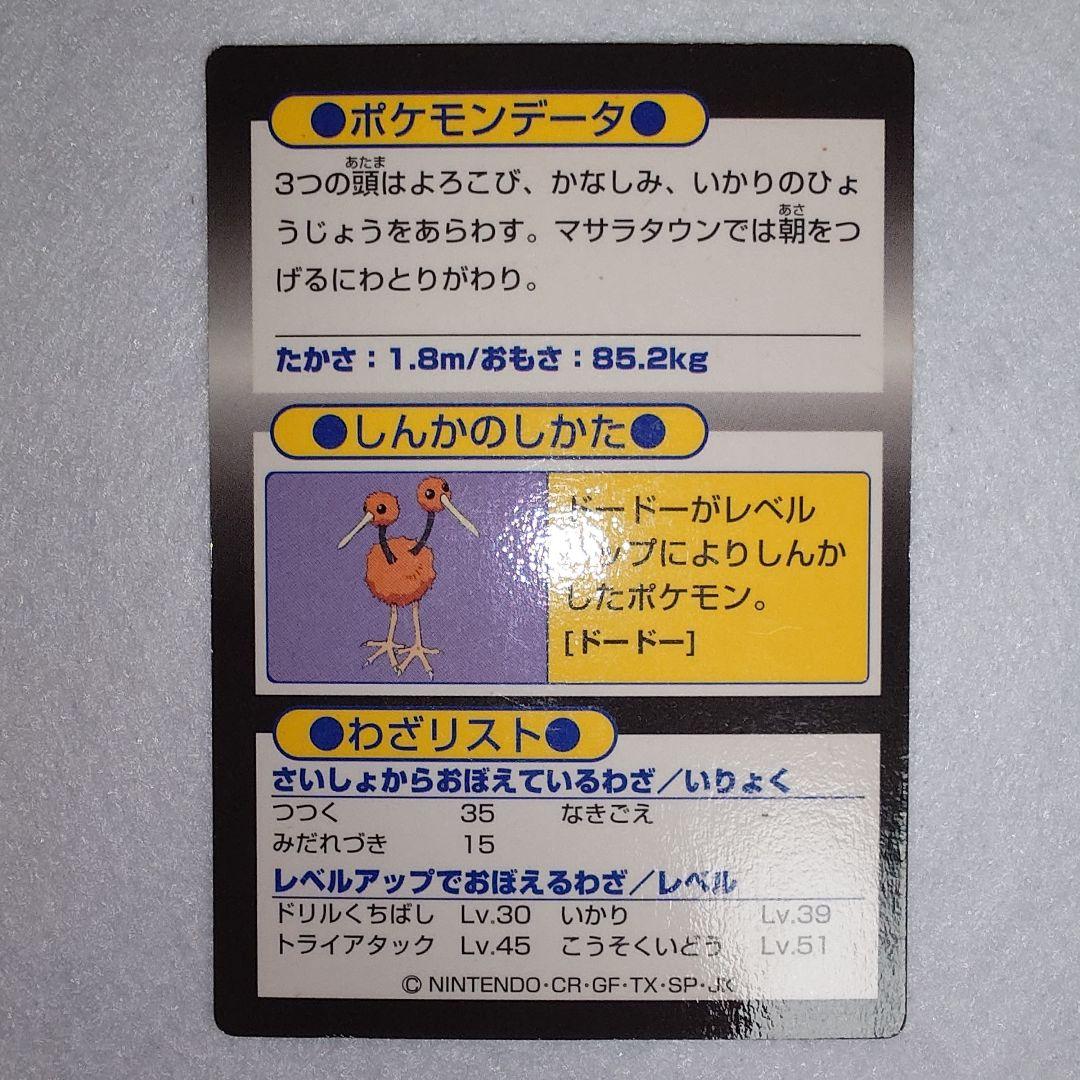 ●ポケモンデータ●
あたま
3つの頭はよろこび、かなしみ、いかりのひょ
あさ
うじょうをあらわす。マサラタウンでは朝をつ
げるにわとりがわり。
たかさ：1.8m/おもさ：85.2kg
●しんかのしかた●
ドードーがレベル
ップによりしんか
したポケモン。
[ドードー]
●わざリスト●
さいしょからおぼえているわざ／いりょく
つつく 35 なきごえ -
みだれづき 15
レベルアップでおぼえるわざ／レベル
ドリルくちばし Lv.30 いかり Lv.39
トライアタック Lv.45 こうそくいどう Lv.51
© NINTENDO・CR・GF・TX・SP・JK